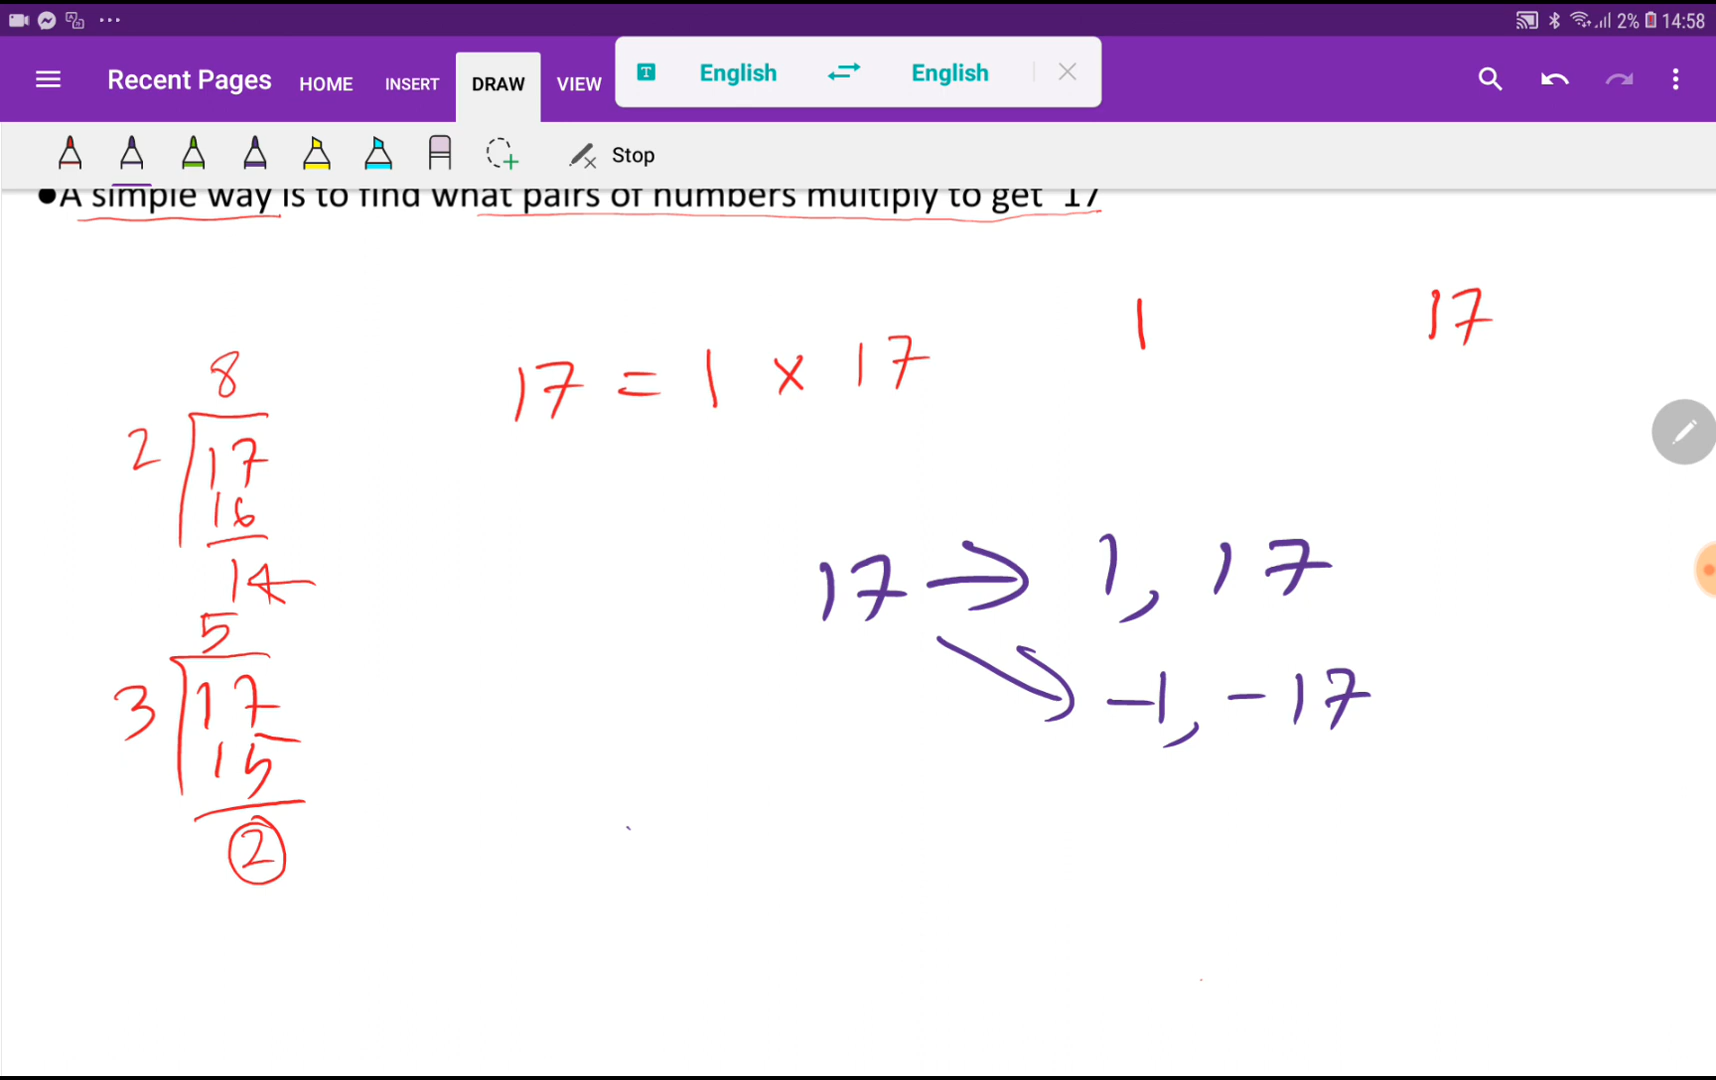 2% 14:58
Recent Pages HOME INSERT DRAW VIEW English English
Stop
•A simple way is to find what pairs of numbers multiply to get 17
1 17
17 = 1 × 17
8
2 17
16
1
5
3 17
15
2
17 → 1, 17
-1, -17